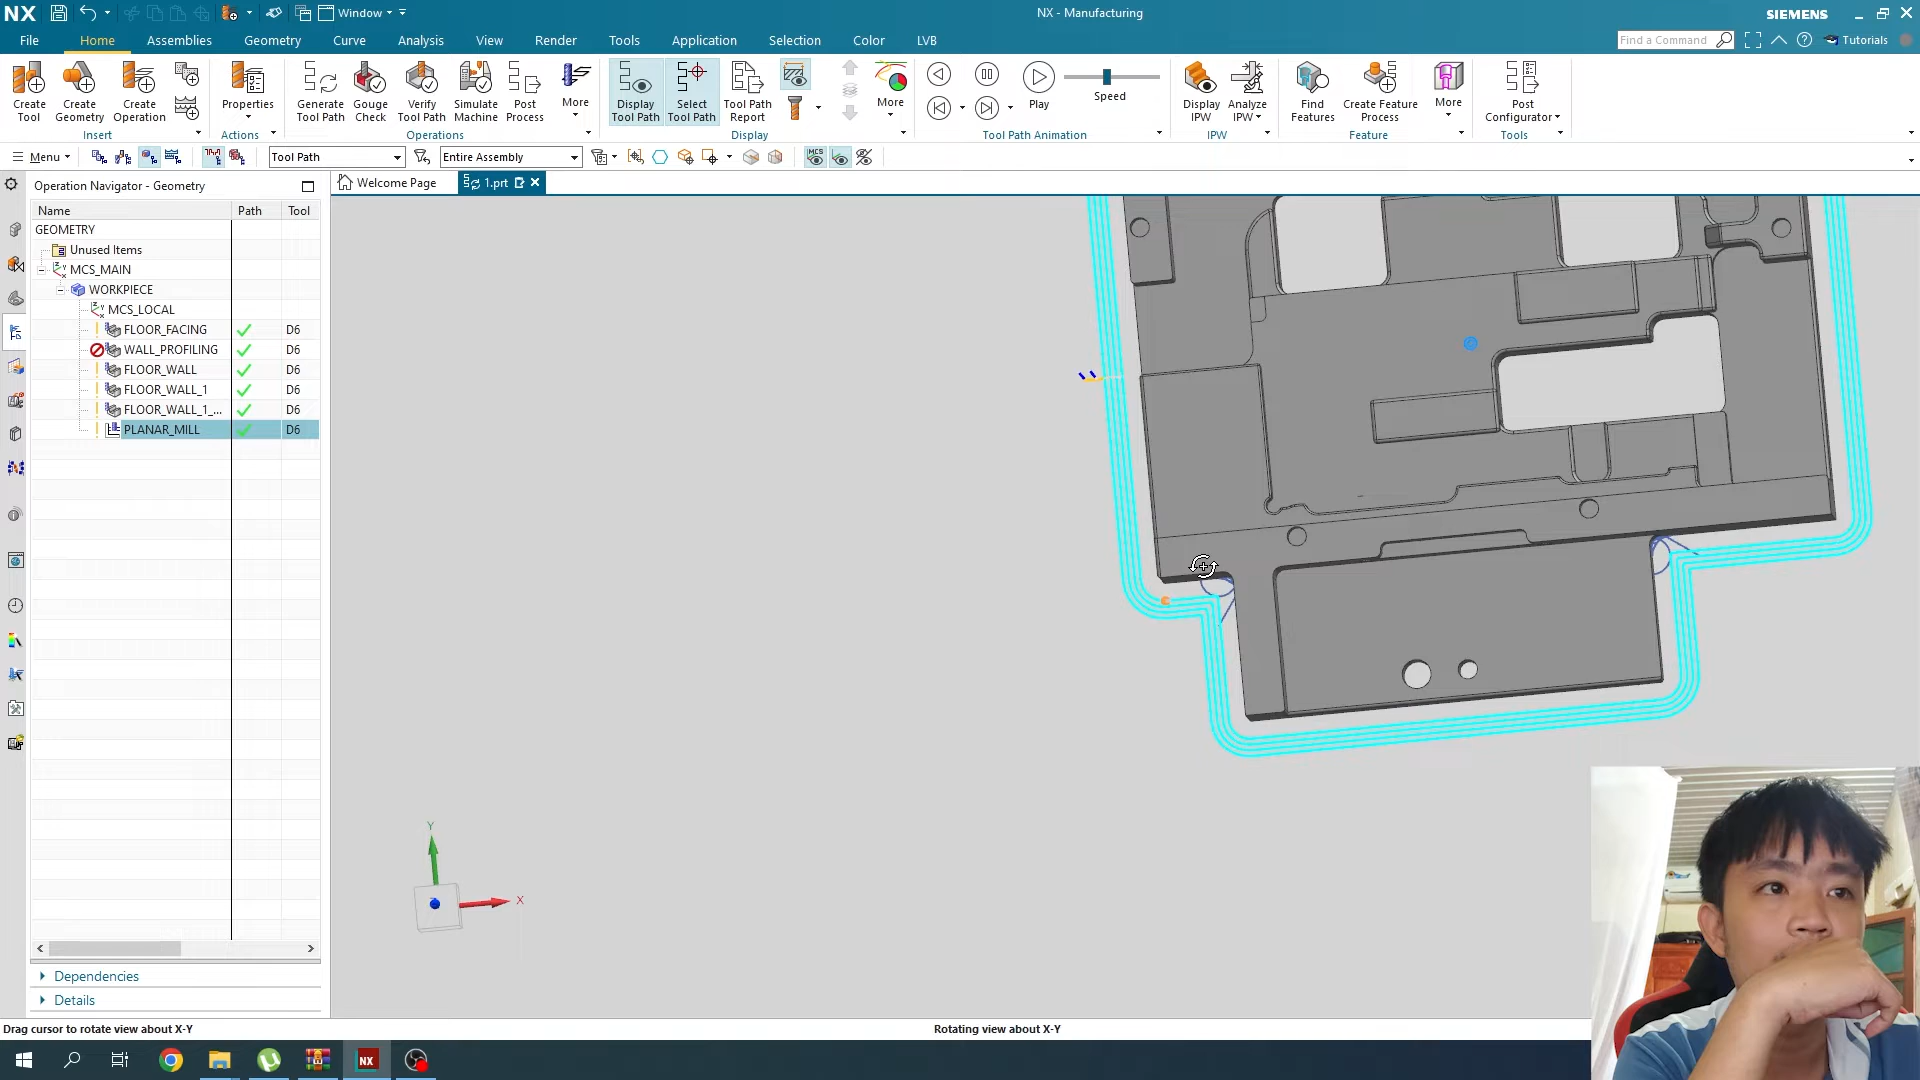 NX Window NX - Manufacturing SIEMENS
File Home Assemblies Geometry Curve Analysis View Render Tools Application Selection Color LVB Find a Command Tutorials
Create Tool Create Geometry Create Operation Properties Generate Tool Path Gouge Check Verify Tool Path Simulate Machine Post Process More Display Tool Path Select Tool Path Tool Path Report More Play Speed Display IPW Analyze IPW Find Features Create Feature Process More Post Configurator
Insert Actions Operations Display Tool Path Animation IPW Feature Tools
Menu Tool Path Entire Assembly MCS
Operation Navigator - Geometry Welcome Page 1.prt
Name Path Tool
GEOMETRY
Unused Items
MCS_MAIN
WORKPIECE
MCS_LOCAL
FLOOR_FACING D6
WALL_PROFILING D6
FLOOR_WALL D6
FLOOR_WALL_1 D6
FLOOR_WALL_1_... D6
PLANAR_MILL D6
Y
X
Dependencies
Details
Drag cursor to rotate view about X-Y Rotating view about X-Y
NX